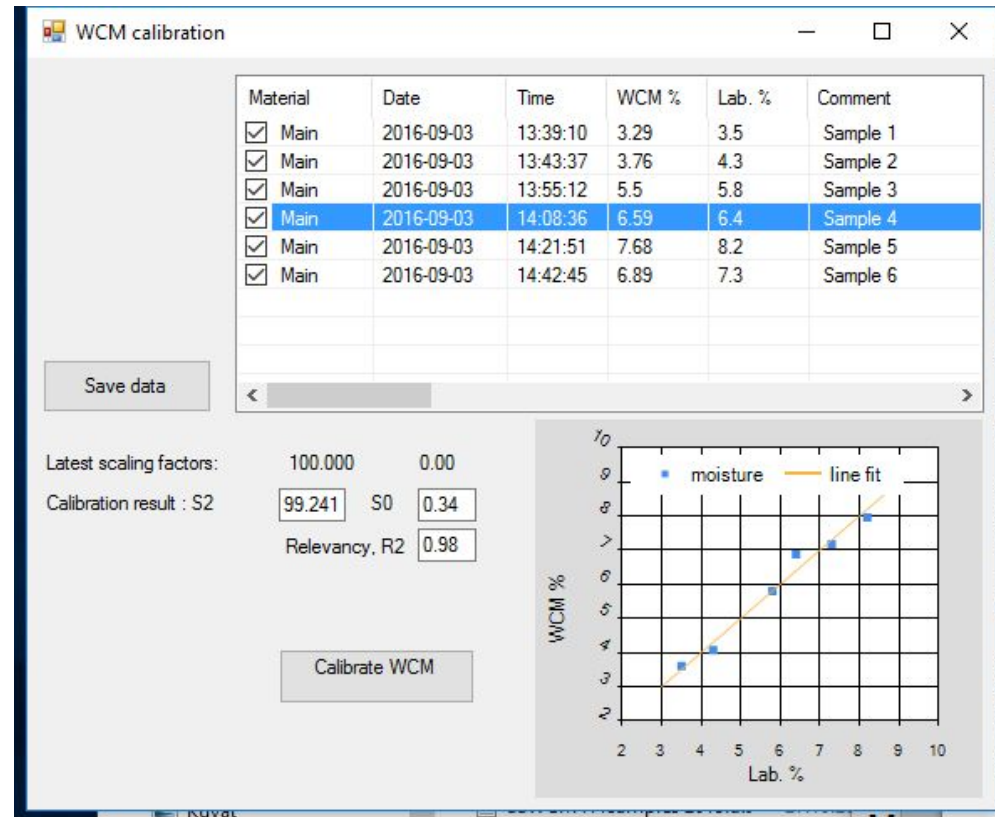 WCM calibration
Material Date Time WCM % Lab. % Comment
Main 2016-09-03 13:39:10 3.29 3.5 Sample 1
Main 2016-09-03 13:43:37 3.76 4.3 Sample 2
Main 2016-09-03 13:55:12 5.5 5.8 Sample 3
Main 2016-09-03 14:08:36 6.59 6.4 Sample 4
Main 2016-09-03 14:21:51 7.68 8.2 Sample 5
Main 2016-09-03 14:42:45 6.89 7.3 Sample 6
Save data
Latest scaling factors: 100.000 0.00
Calibration result : S2 99.241 S0 0.34
Relevancy, R2 0.98
Calibrate WCM
moisture line fit
WCM %
10
9
8
7
6
5
4
3
2
2 3 4 5 6 7 8 9 10
Lab. %